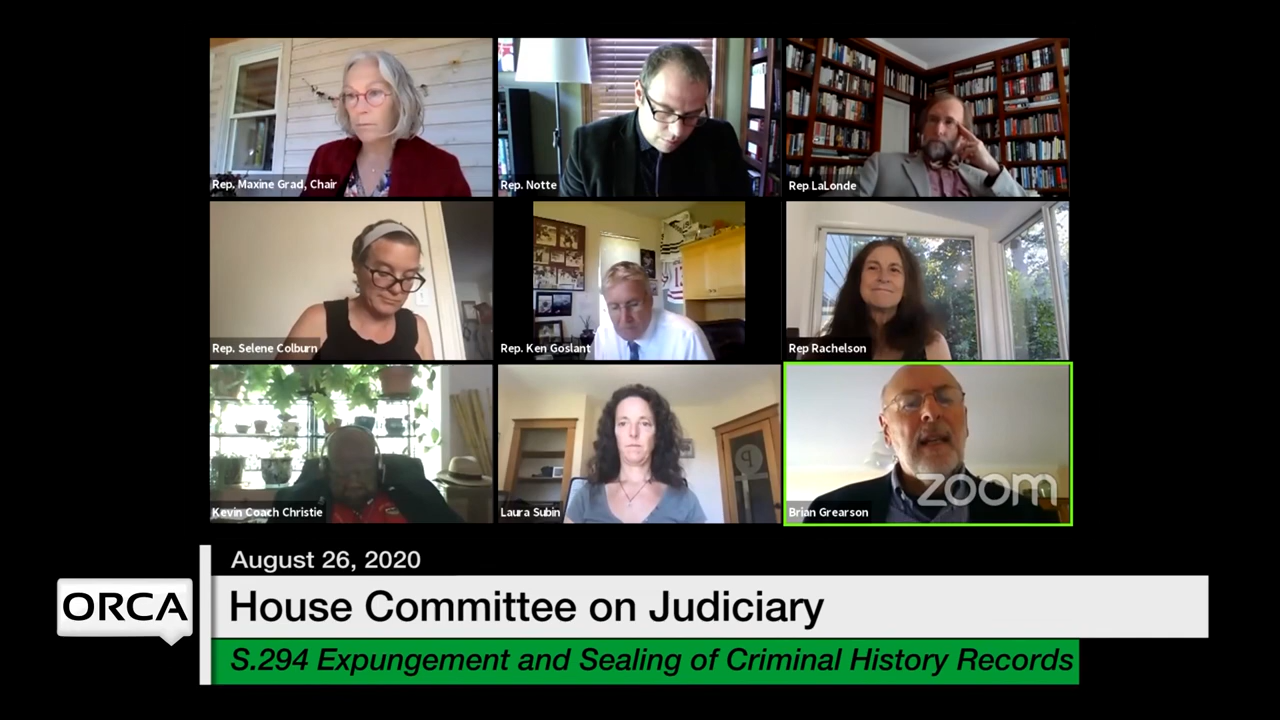 Rep. Maxine Grad, Chair
Rep. Notte
Rep LaLonde
Rep. Selene Colburn
Rep. Ken Goslant
Rep Rachelson
Kevin Coach Christie
Laura Subin
Brian Grearson
zoom
August 26, 2020
ORCA
House Committee on Judiciary
S.294 Expungement and Sealing of Criminal History Records